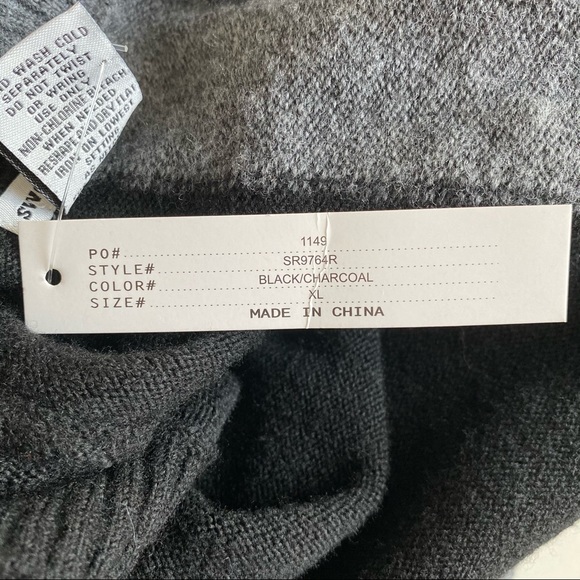 D WASH COLD
SEPARATELY
DO NOT TWIST
OR WRING
USE ONLY
NON-CHLORINE BLEACH
WHEN NEEDED
RESHAPE AND DRY FLAT
IRON ON LOWEST
SETTING
SM
PO# 1149
STYLE# SR9764R
COLOR# BLACK/CHARCOAL
SIZE# XL
MADE IN CHINA